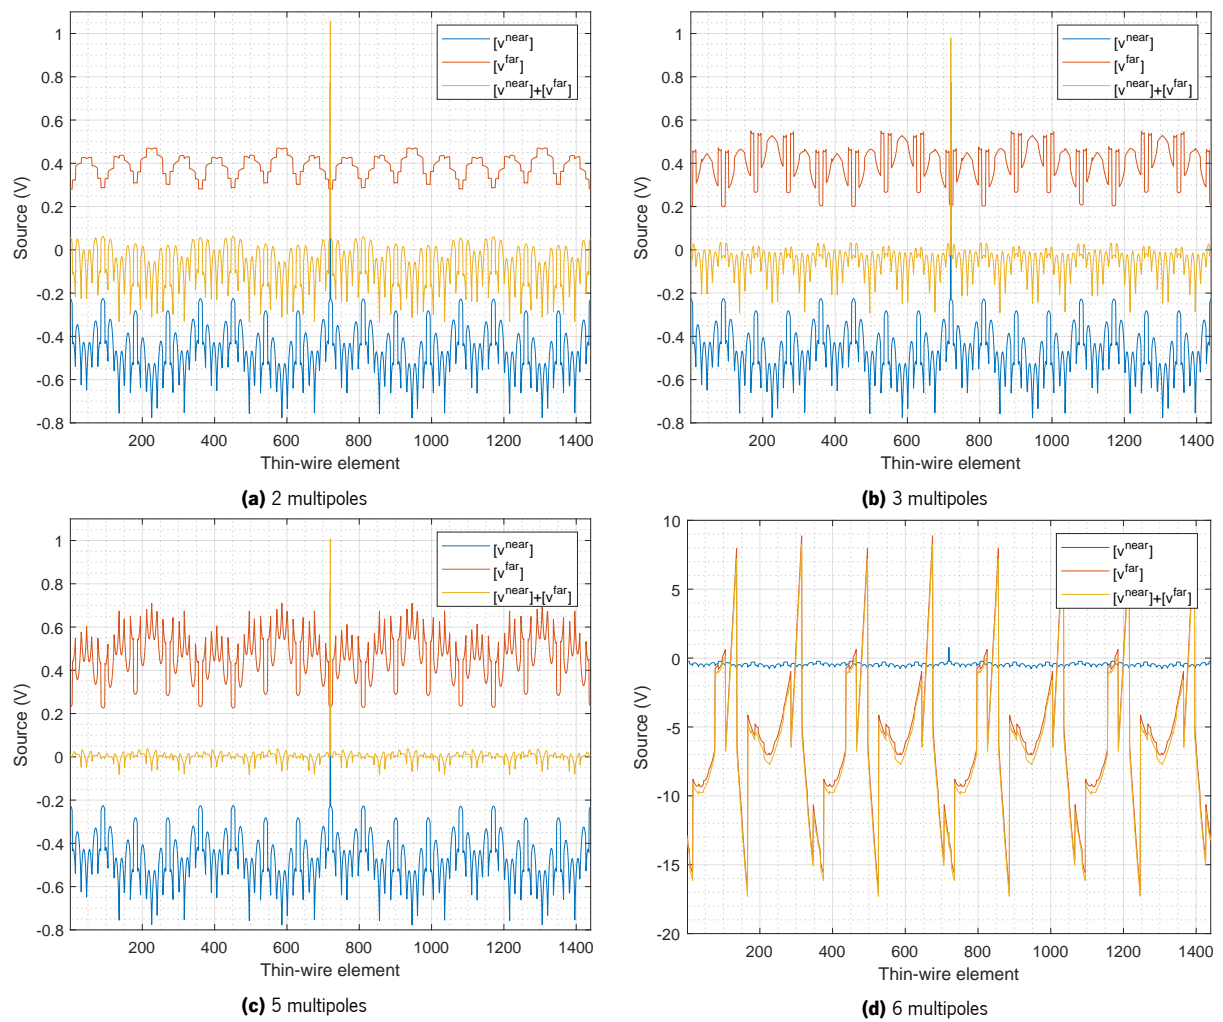 1
0.8
0.6
0.4
0.2
0
-0.2
-0.4
-0.6
-0.8
Source (V)
[v^near]
[v^far]
[v^near]+[v^far]
200 400 600 800 1000 1200 1400
Thin-wire element
(a) 2 multipoles
1
0.8
0.6
0.4
0.2
0
-0.2
-0.4
-0.6
-0.8
Source (V)
[v^near]
[v^far]
[v^near]+[v^far]
200 400 600 800 1000 1200 1400
Thin-wire element
(b) 3 multipoles
1
0.8
0.6
0.4
0.2
0
-0.2
-0.4
-0.6
-0.8
Source (V)
[v^near]
[v^far]
[v^near]+[v^far]
200 400 600 800 1000 1200 1400
Thin-wire element
(c) 5 multipoles
10
5
0
-5
-10
-15
-20
Source (V)
[v^near]
[v^far]
[v^near]+[v^far]
200 400 600 800 1000 1200 1400
Thin-wire element
(d) 6 multipoles